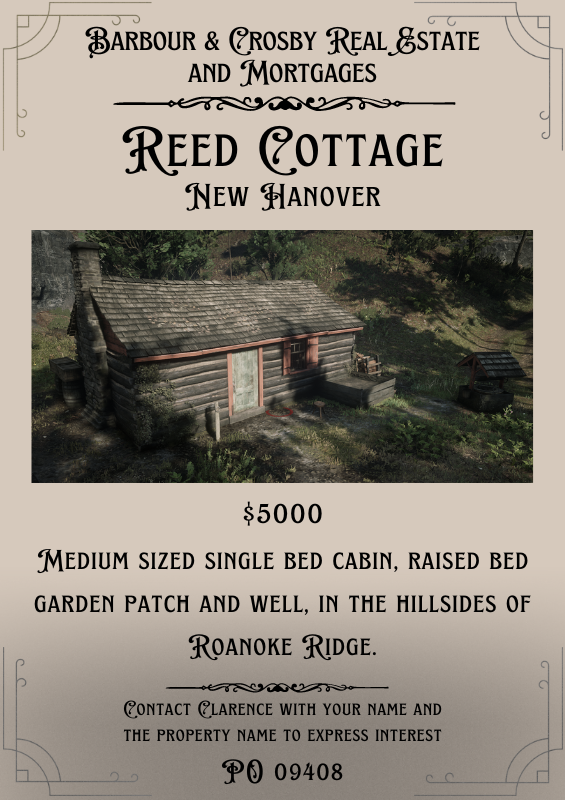 Barbour & Crosby Real Estate
and Mortgages
Reed Cottage
New Hanover
$5000
Medium sized single bed cabin, raised bed
garden patch and well, in the hillsides of
Roanoke Ridge.
Contact Clarence with your name and
the property name to express interest
PO 09408